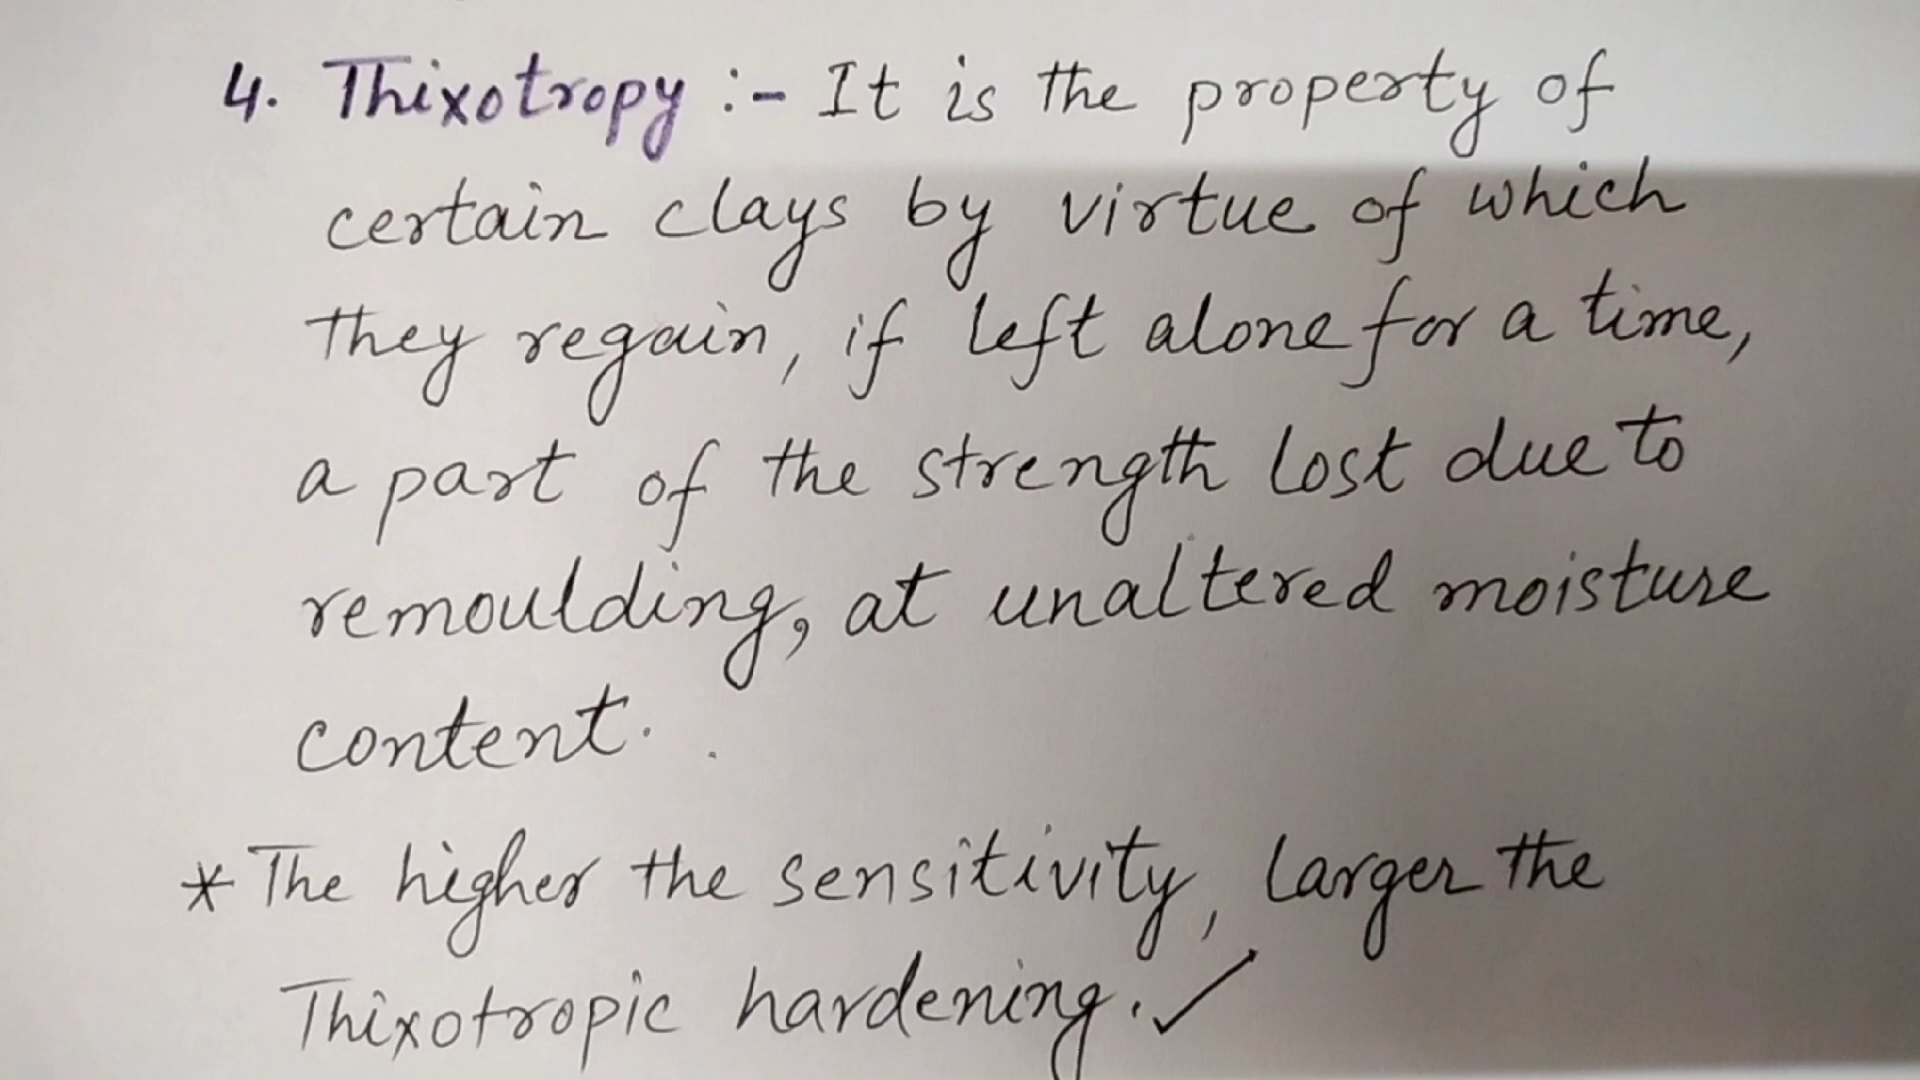 4. Thixotropy :- It is the property of
certain clays by virtue of which
they regain, if left alone for a time,
a part of the strength lost due to
remoulding, at unaltered moisture
content.
* The higher the sensitivity, larger the
Thixotropic hardening. ✓